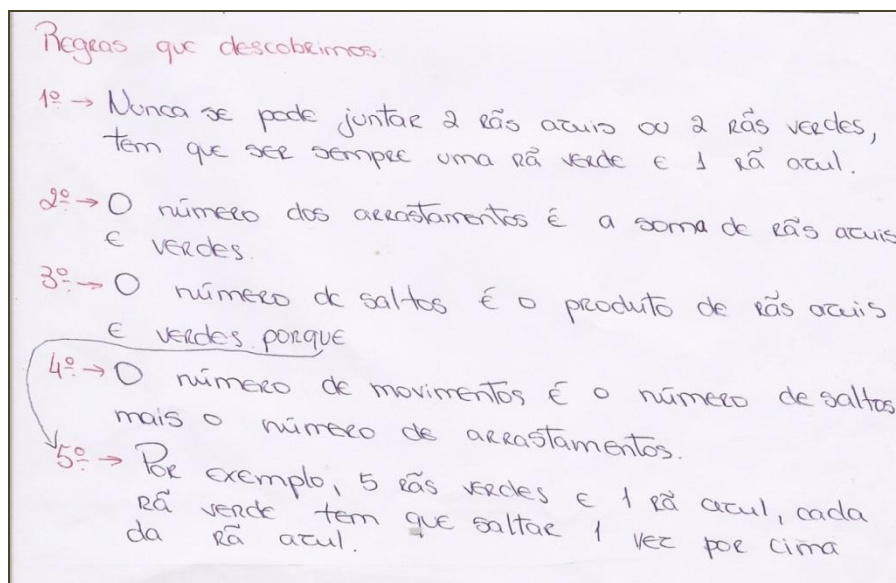 Regras que descobrimos:
1º → Nunca se pode juntar 2 rãs azuis ou 2 rãs verdes,
tem que ser sempre uma rã verde e 1 rã azul.
2º → O número dos arrastamentos é a soma de rãs azuis
e verdes.
3º → O número de saltos é o produto de rãs azuis
e verdes porque
4º → O número de movimentos é o número de saltos
mais o número de arrastamentos.
5º → Por exemplo, 5 rãs verdes e 1 rã azul, cada
rã verde tem que saltar 1 vez por cima
da rã azul.